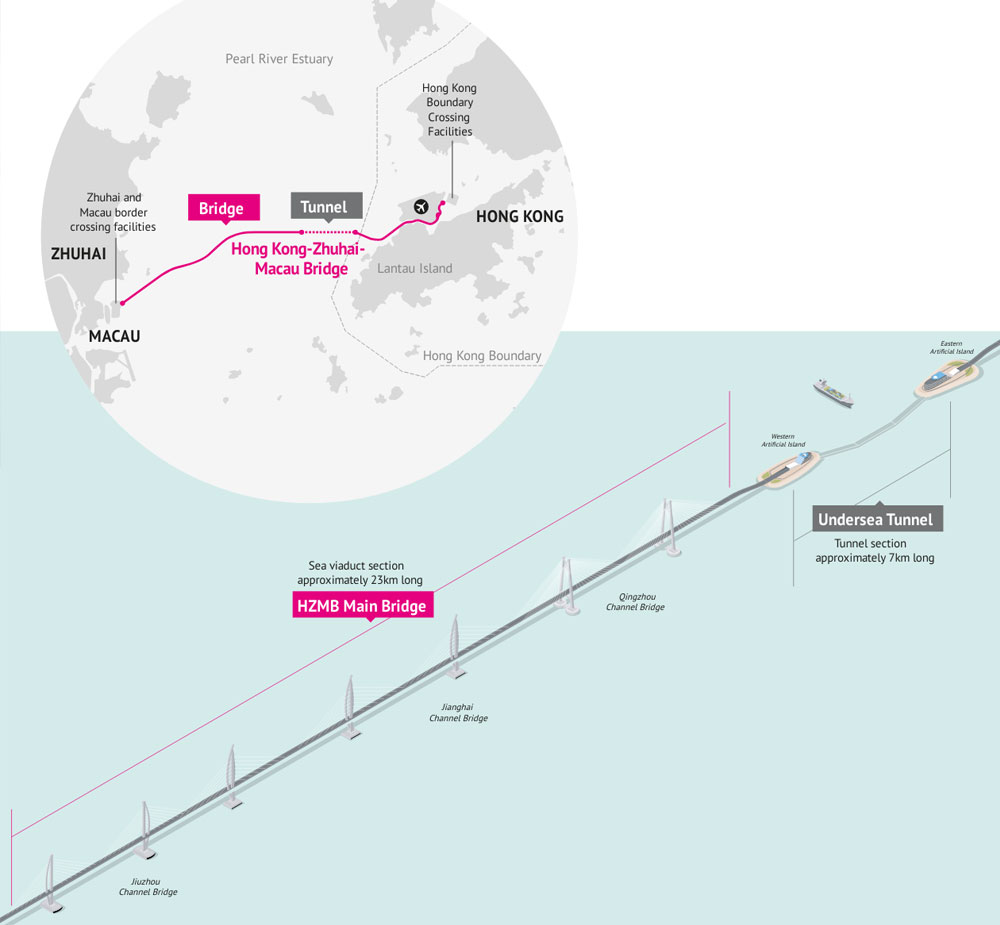 Pearl River Estuary
Hong Kong
Boundary
Crossing
Facilities
Zhuhai and
Macau border
crossing facilities
Bridge
Tunnel
HONG KONG
ZHUHAI
Hong Kong-Zhuhai-
Macau Bridge
Lantau Island
MACAU
Hong Kong Boundary
Eastern
Artificial Island
Western
Artificial Island
Undersea Tunnel
Tunnel section
approximately 7km long
Sea viaduct section
approximately 23km long
HZMB Main Bridge
Qingzhou
Channel Bridge
Jianghai
Channel Bridge
Jiuzhou
Channel Bridge